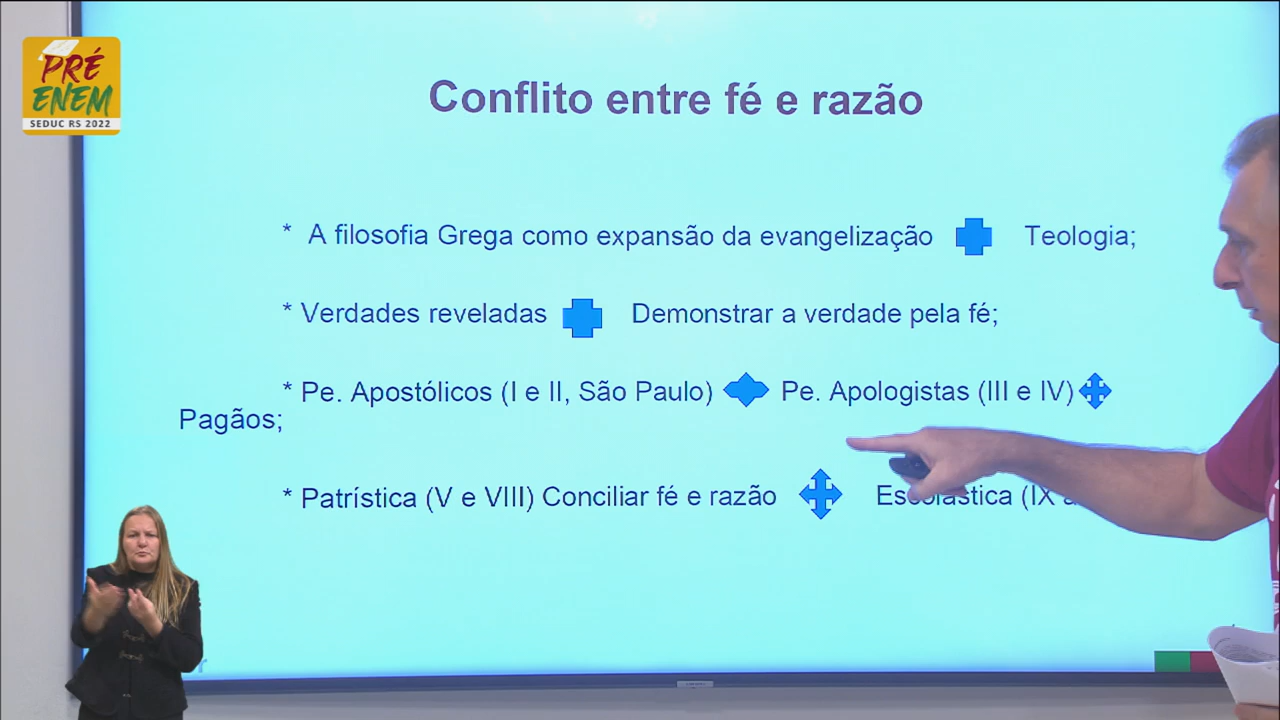 PRÉ
ENEM
SEDUC RS 2022
Conflito entre fé e razão
* A filosofia Grega como expansão da evangelização Teologia;
* Verdades reveladas Demonstrar a verdade pela fé;
* Pe. Apostólicos (I e II, São Paulo) Pe. Apologistas (III e IV)
Pagãos;
* Patrística (V e VIII) Conciliar fé e razão Escolástica (IX a